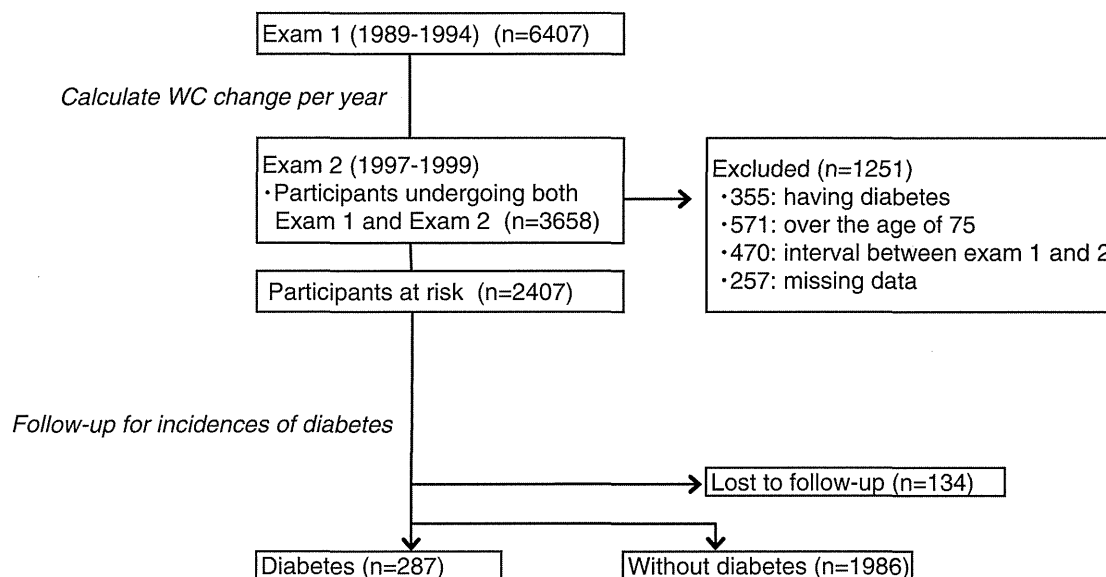 Exam 1 (1989-1994) (n=6407)
Calculate WC change per year
Exam 2 (1997-1999)
・Participants undergoing both
Exam 1 and Exam 2 (n=3658)
Excluded (n=1251)
・355: having diabetes
・571: over the age of 75
・470: interval between exam 1 and 2
・257: missing data
Participants at risk (n=2407)
Follow-up for incidences of diabetes
Lost to follow-up (n=134)
Diabetes (n=287)
Without diabetes (n=1986)